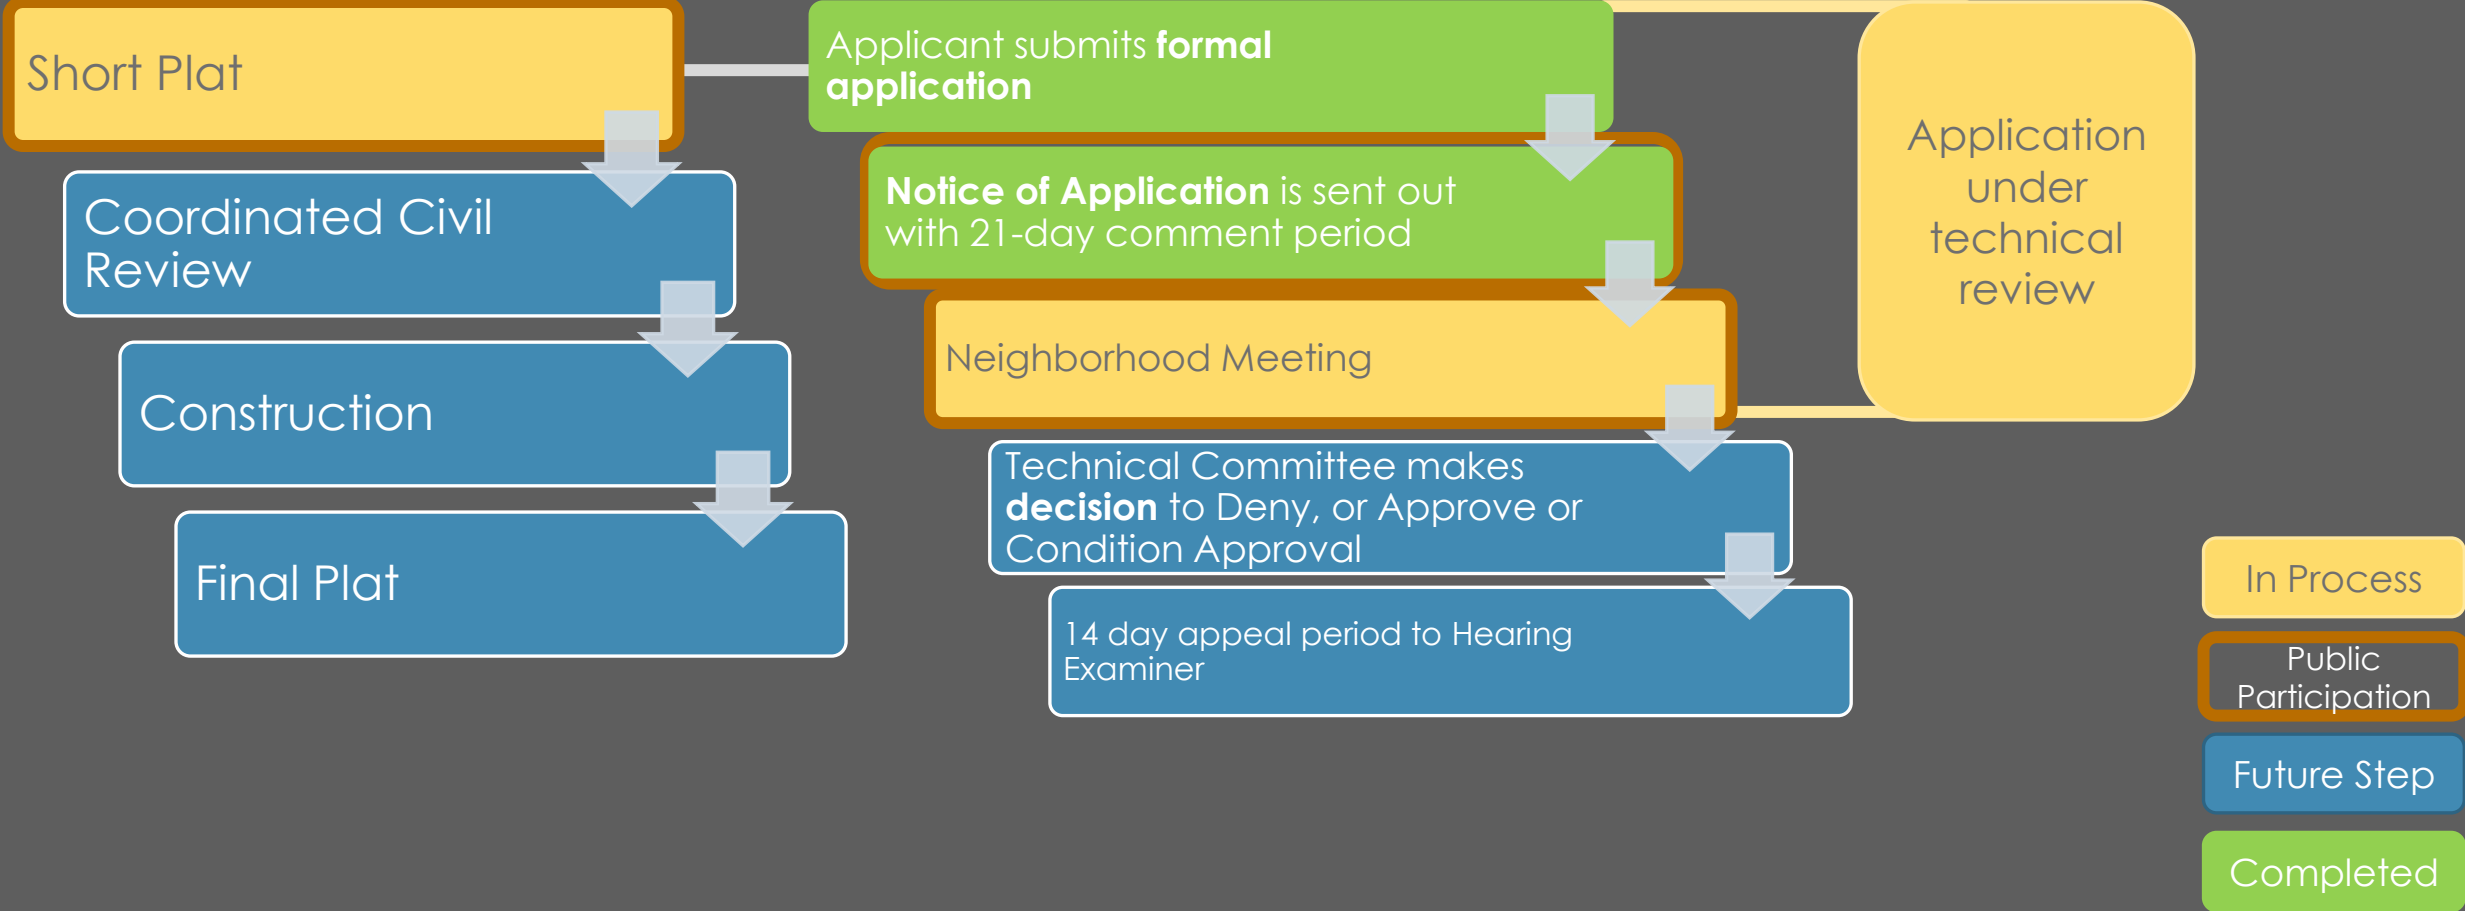 Short Plat
Coordinated Civil
Review
Construction
Final Plat
Applicant submits formal
application
Notice of Application is sent out
with 21-day comment period
Neighborhood Meeting
Technical Committee makes
decision to Deny, or Approve or
Condition Approval
14 day appeal period to Hearing
Examiner
Application
under
technical
review
In Process
Public
Participation
Future Step
Completed